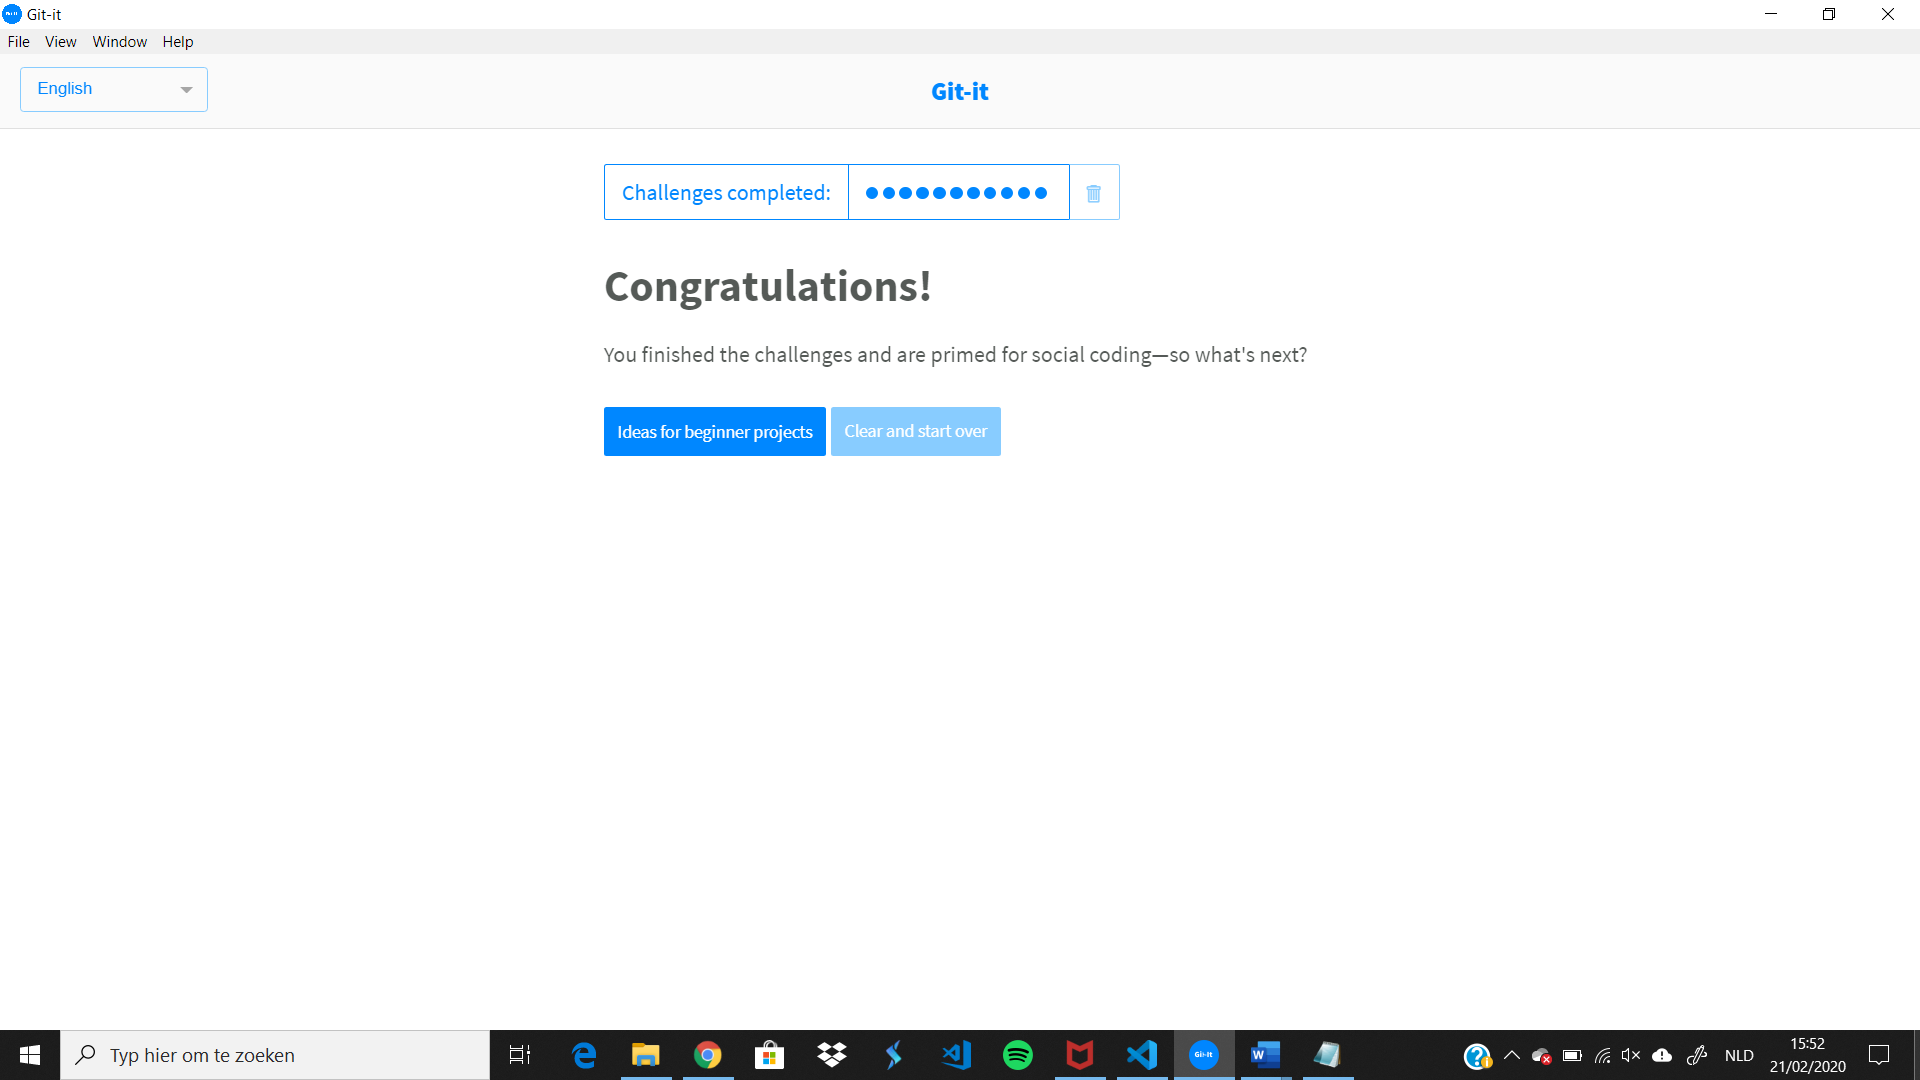 Git-it
File View Window Help
English
Git-it
Challenges completed:
Congratulations!
You finished the challenges and are primed for social coding—so what's next?
Ideas for beginner projects
Clear and start over
Typ hier om te zoeken
Git-it
W
NLD
15:52
21/02/2020